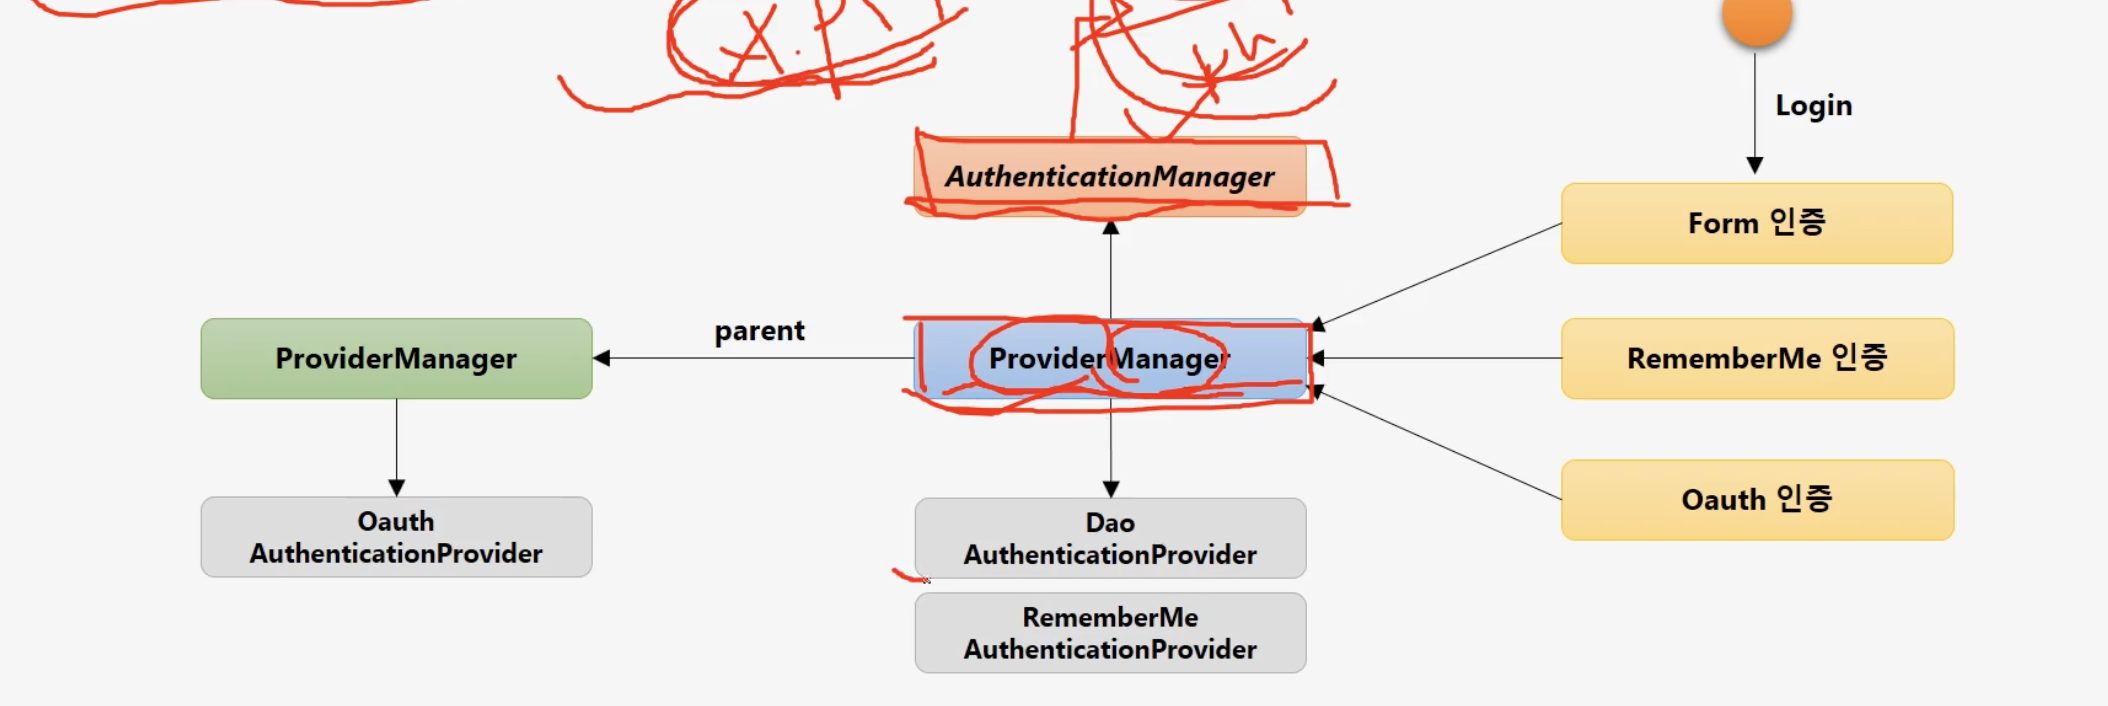 Login
AuthenticationManager
Form 인증
parent
ProviderManager
ProviderManager
RememberMe 인증
Oauth 인증
Oauth
AuthenticationProvider
Dao
AuthenticationProvider
RememberMe
AuthenticationProvider